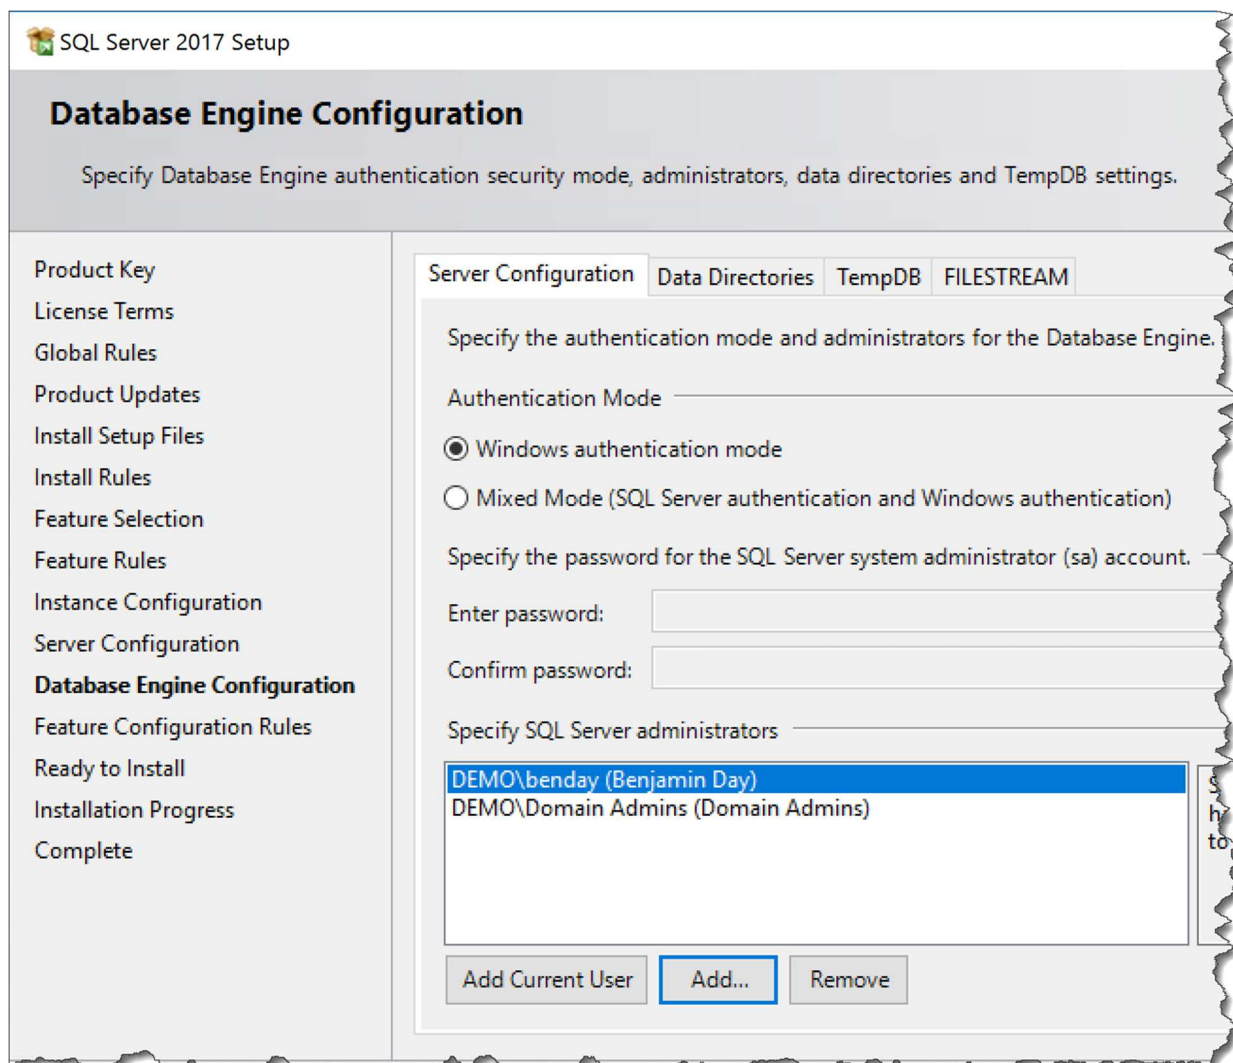 SQL Server 2017 Setup
Database Engine Configuration
Specify Database Engine authentication security mode, administrators, data directories and TempDB settings.
Product Key
License Terms
Global Rules
Product Updates
Install Setup Files
Install Rules
Feature Selection
Feature Rules
Instance Configuration
Server Configuration
Database Engine Configuration
Feature Configuration Rules
Ready to Install
Installation Progress
Complete
Server Configuration Data Directories TempDB FILESTREAM
Specify the authentication mode and administrators for the Database Engine.
Authentication Mode
Windows authentication mode
Mixed Mode (SQL Server authentication and Windows authentication)
Specify the password for the SQL Server system administrator (sa) account.
Enter password:
Confirm password:
Specify SQL Server administrators
DEMO\benday (Benjamin Day)
DEMO\Domain Admins (Domain Admins)
to
Add Current User Add... Remove